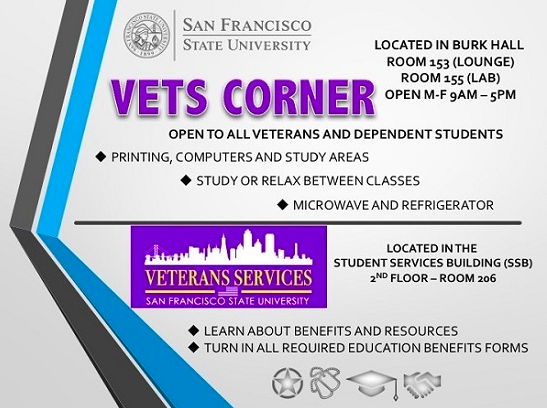 SAN FRANCISCO
STATE UNIVERSITY
LOCATED IN BURK HALL
ROOM 153 (LOUNGE)
ROOM 155 (LAB)
OPEN M-F 9AM – 5PM
VETS CORNER
OPEN TO ALL VETERANS AND DEPENDENT STUDENTS
◆ PRINTING, COMPUTERS AND STUDY AREAS
◆ STUDY OR RELAX BETWEEN CLASSES
◆ MICROWAVE AND REFRIGERATOR
VETERANS SERVICES
SAN FRANCISCO STATE UNIVERSITY
LOCATED IN THE
STUDENT SERVICES BUILDING (SSB)
2ND FLOOR – ROOM 206
◆ LEARN ABOUT BENEFITS AND RESOURCES
◆ TURN IN ALL REQUIRED EDUCATION BENEFITS FORMS